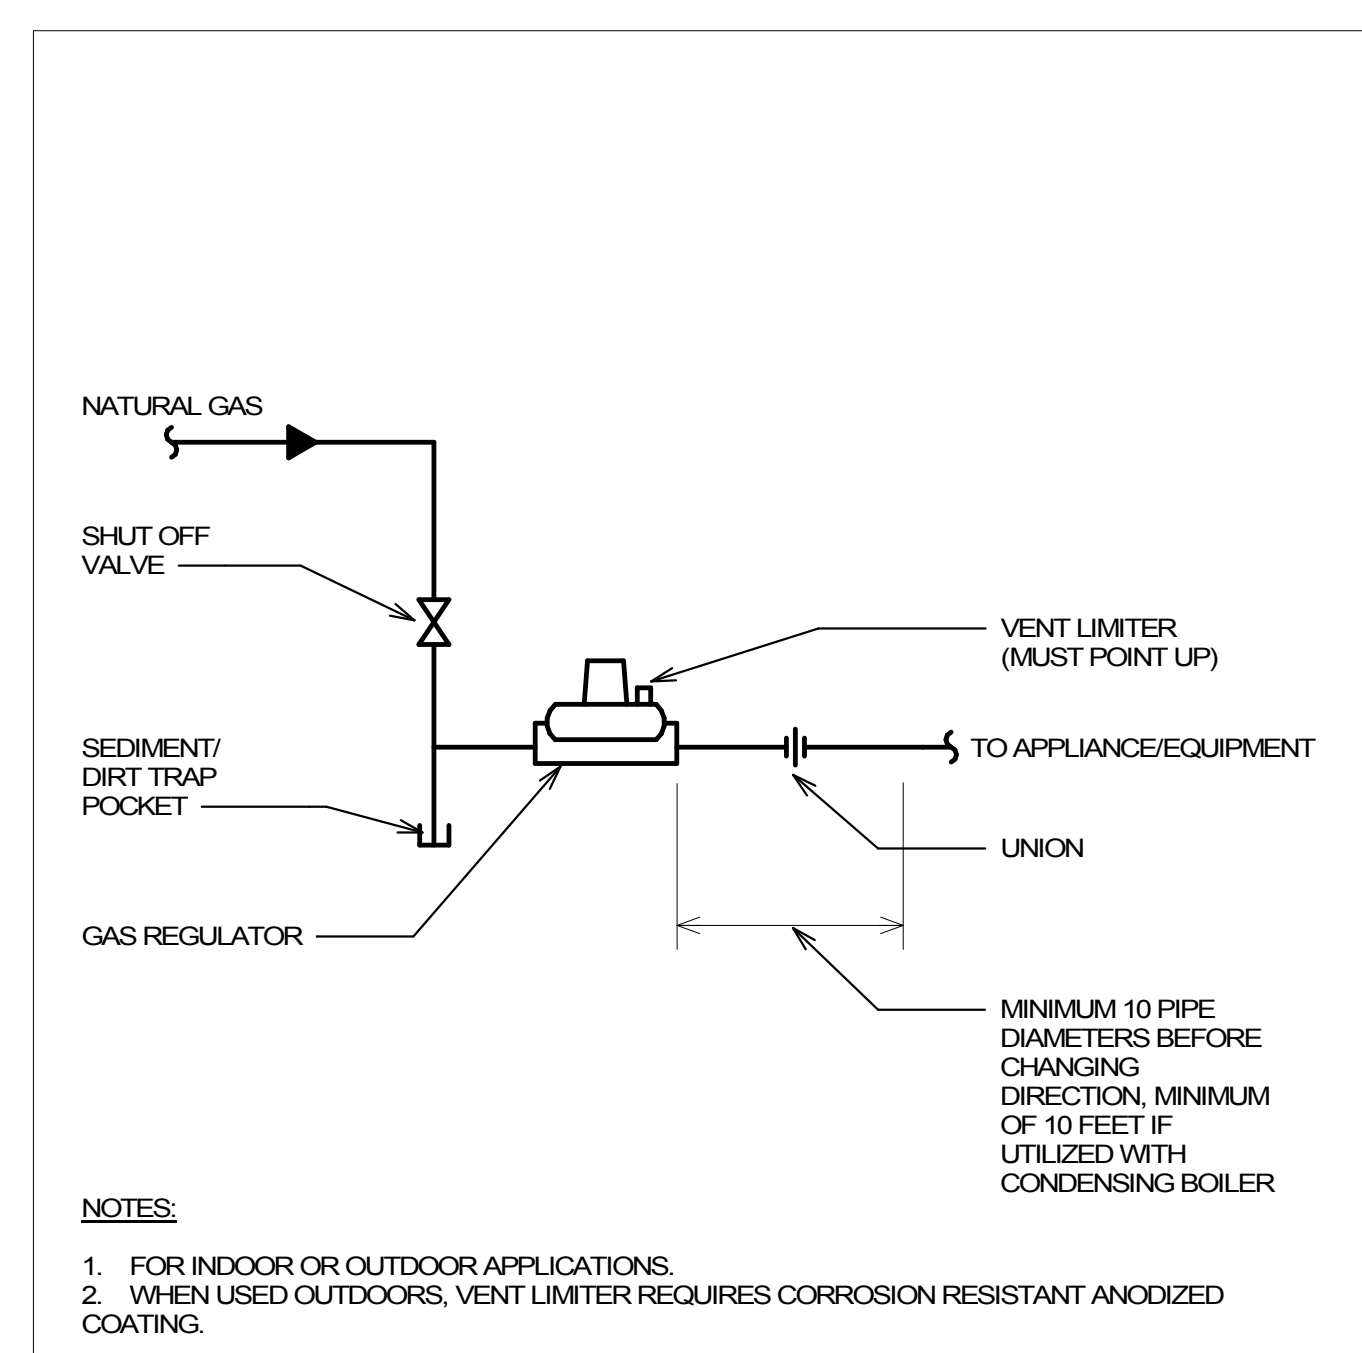 NATURAL GAS
SHUT OFF
VALVE
VENT LIMITER
(MUST POINT UP)
SEDIMENT/
DIRT TRAP
POCKET
TO APPLIANCE/EQUIPMENT
UNION
GAS REGULATOR
MINIMUM 10 PIPE
DIAMETERS BEFORE
CHANGING
DIRECTION, MINIMUM
OF 10 FEET IF
UTILIZED WITH
CONDENSING BOILER
NOTES:
1. FOR INDOOR OR OUTDOOR APPLICATIONS.
2. WHEN USED OUTDOORS, VENT LIMITER REQUIRES CORROSION RESISTANT ANODIZED
COATING.